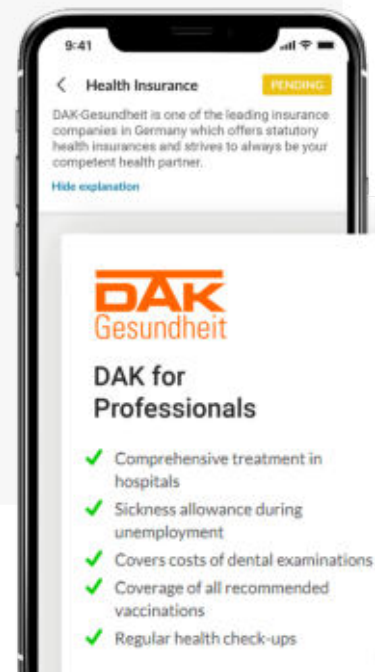 9:41
Health Insurance
PENDING
DAK-Gesundheit is one of the leading insurance
companies in Germany which offers statutory
health insurances and strives to always be your
competent health partner.
Hide explanation
DAK
Gesundheit
DAK for
Professionals
Comprehensive treatment in
hospitals
Sickness allowance during
unemployment
Covers costs of dental examinations
Coverage of all recommended
vaccinations
Regular health check-ups